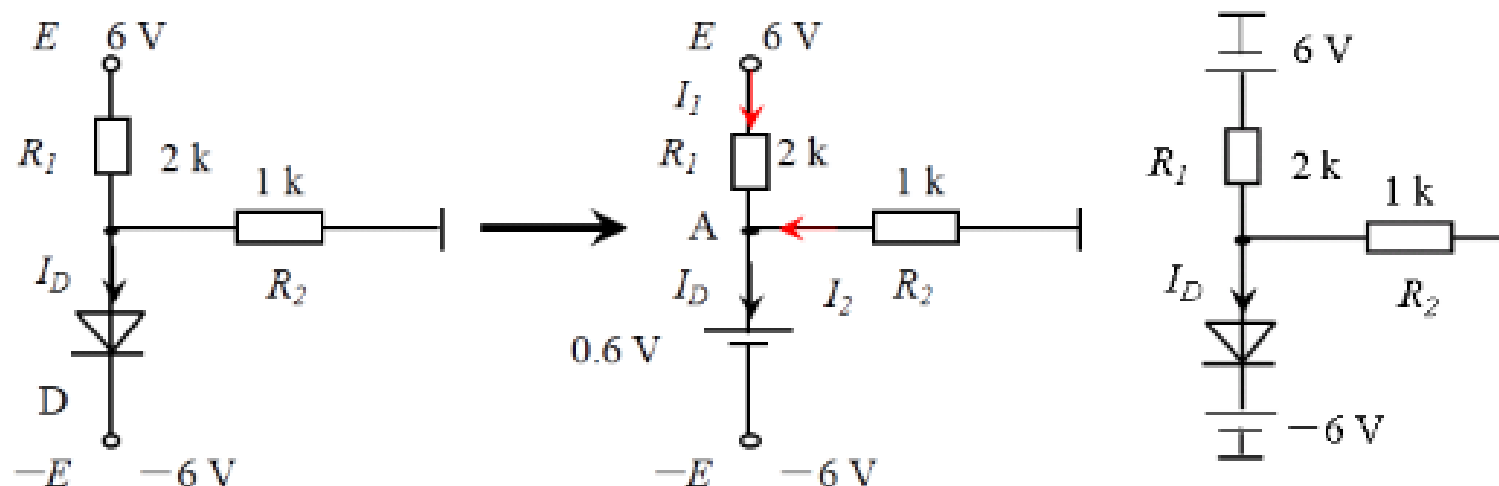 E 6 V
R1 2 k
1 k
ID R2
D
—E —6 V
E 6 V
I1
R1 2 k
1 k
A
ID I2 R2
0.6 V
—E —6 V
6 V
R1 2 k
1 k
ID R2
—6 V